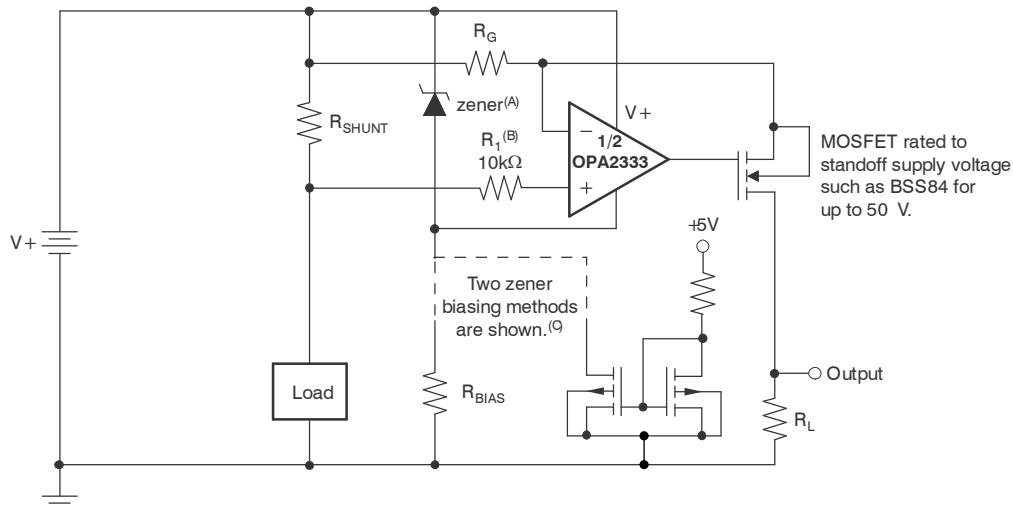 R_G
zener(A)
V+
R_SHUNT
R_1(B)
10kΩ
−
1/2
OPA2333
+
MOSFET rated to
standoff supply voltage
such as BSS84 for
up to 50 V.
V+
+5V
Two zener
biasing methods
are shown.(C)
Load
R_BIAS
Output
R_L